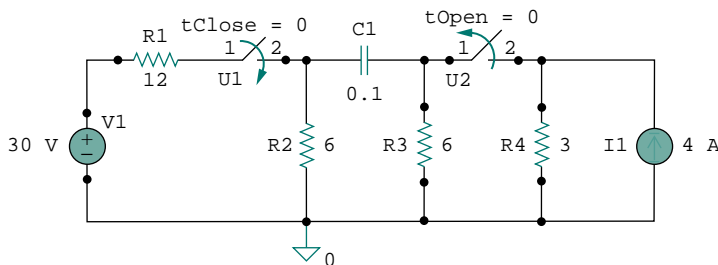 tClose = 0
tOpen = 0
R1
1
2
C1
1
2
12
U1
U2
0.1
V1
30 V
+
−
R2
6
R3
6
R4
3
I1
4 A
0